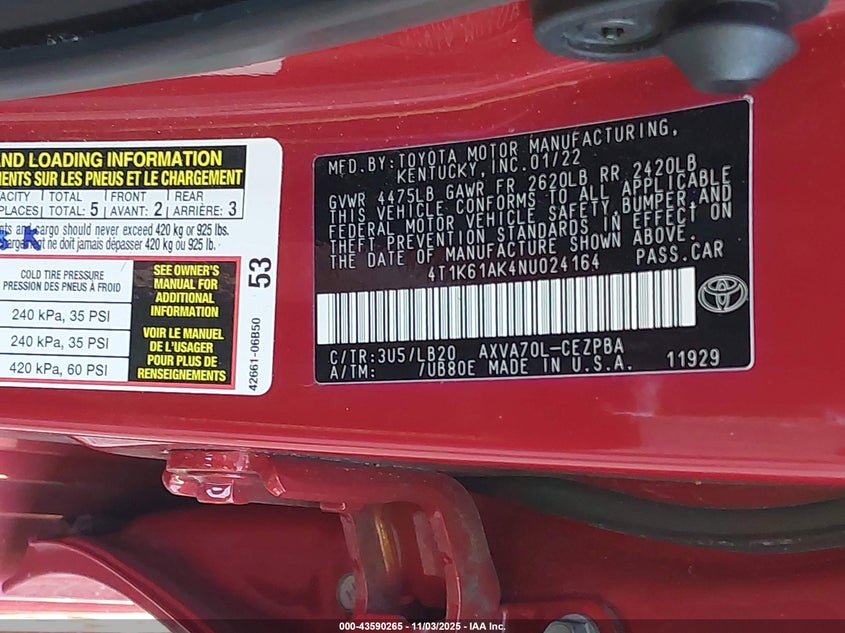 ND LOADING INFORMATION
MENTS SUR LES PNEUS ET LE CHARGEMENT
ACITY TOTAL FRONT REAR
PLACES TOTAL: 5 AVANT: 2 ARRIÈRE: 3
nts and cargo should never exceed 420 kg or 925 lbs.
chargement ne doit jamais dépasser 420 kg ou 925 lb.
COLD TIRE PRESSURE
PRESSION DES PNEUS À FROID
240 kPa, 35 PSI
240 kPa, 35 PSI
420 kPa, 60 PSI
SEE OWNER'S
MANUAL FOR
ADDITIONAL
INFORMATION
VOIR LE MANUEL
DE L'USAGER
POUR PLUS DE
RENSEIGNEMENTS
53
42661-06B50
MFD.BY:TOYOTA MOTOR MANUFACTURING,
KENTUCKY,INC.01/22
GVWR 4475LB GAWR FR 2620LB RR 2420LB
THIS VEHICLE CONFORMS TO ALL APPLICABLE
FEDERAL MOTOR VEHICLE SAFETY,BUMPER,AND
THEFT PREVENTION STANDARDS IN EFFECT ON
THE DATE OF MANUFACTURE SHOWN ABOVE.
4T1K61AK4NU024164 PASS.CAR
C/TR:3U5/LB20 AXVA70L-CEZPBA
A/TM: /UB80E MADE IN U.S.A. 11929
000-43590265 - 11/03/2025 - IAA Inc.